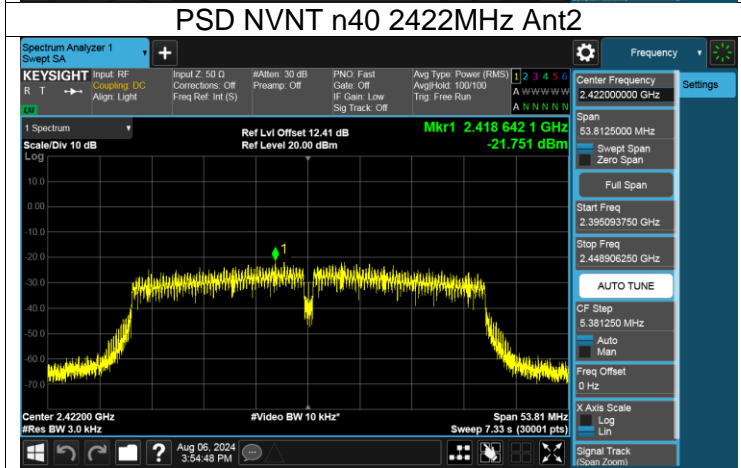 PSD NVNT n40 2422MHz Ant2
Spectrum Analyzer 1
Swept SA
Frequency
KEYSIGHT
R T
Input: RF
Coupling: DC
Align: Light
Input Z: 50 Ω
Corrections: Off
Freq Ref: Int (S)
#Atten: 30 dB
Preamp: Off
PNO: Fast
Gate: Off
IF Gain: Low
Sig Track: Off
Avg Type: Power (RMS)
Avg|Hold: 100/100
Trig: Free Run
1 2 3 4 5 6
A W W W W W
A N N N N N
1 Spectrum
Scale/Div 10 dB
Log
Ref Lvl Offset 12.41 dB
Ref Level 20.00 dBm
Mkr1 2.418 642 1 GHz
-21.751 dBm
10.0
0.00
-10.0
-20.0
-30.0
-40.0
-50.0
-60.0
-70.0
1
Center 2.42200 GHz
#Res BW 3.0 kHz
#Video BW 10 kHz*
Span 53.81 MHz
Sweep 7.33 s (30001 pts)
Center Frequency
2.422000000 GHz
Settings
Span
53.8125000 MHz
Swept Span
Zero Span
Full Span
Start Freq
2.395093750 GHz
Stop Freq
2.448906250 GHz
AUTO TUNE
CF Step
5.381250 MHz
Auto
Man
Freq Offset
0 Hz
X Axis Scale
Log
Lin
Signal Track
(Span Zoom)
?
Aug 06, 2024
3:54:48 PM